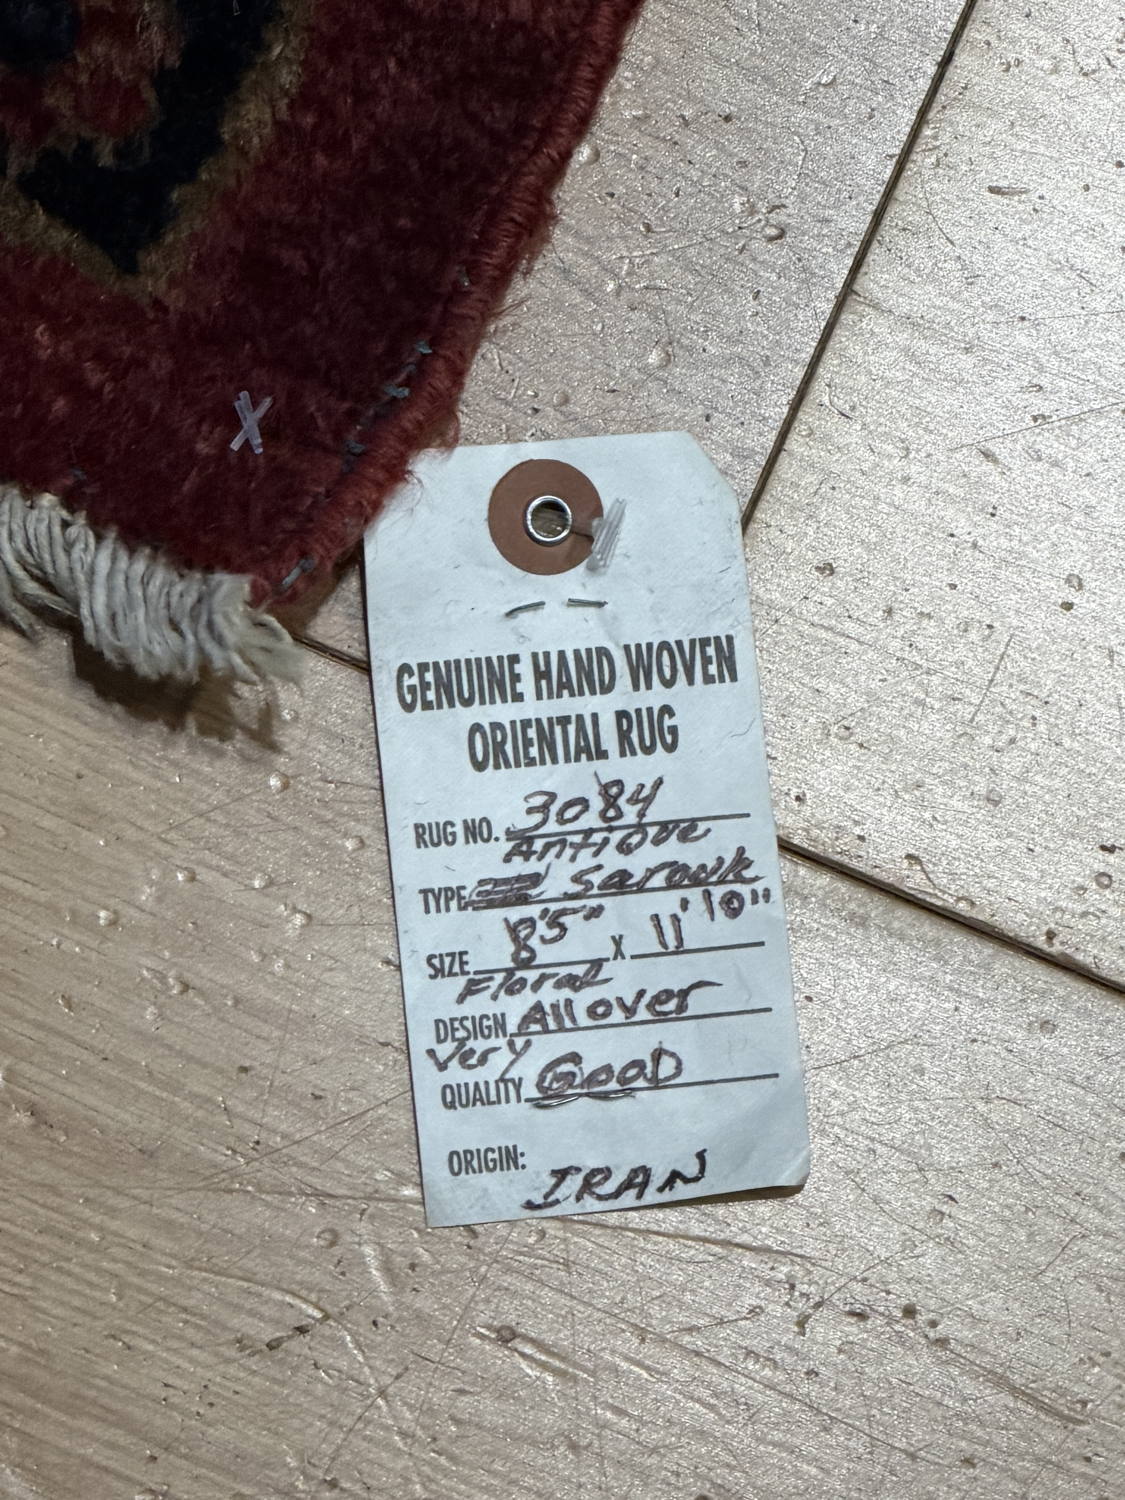 GENUINE HAND WOVEN
ORIENTAL RUG
RUG NO. 3084
Antique
TYPE Sarouk
SIZE 8'5" X 11'10"
Floral
DESIGN Allover
Very
QUALITY GOOD
ORIGIN: IRAN